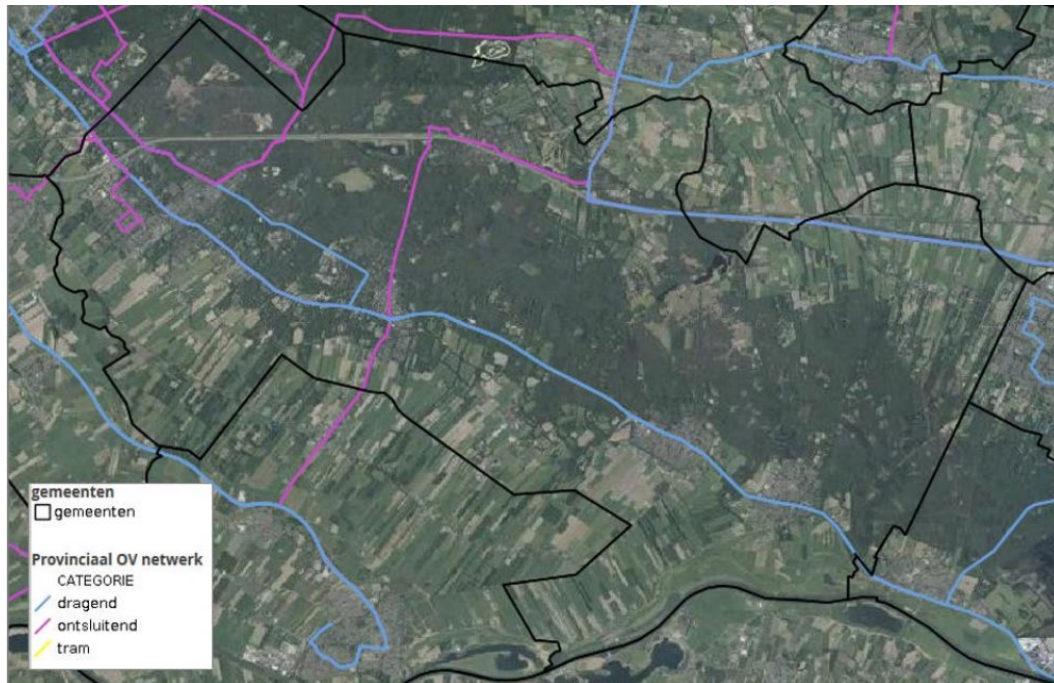 gemeenten
gemeenten
Provinciaal OV netwerk
CATEGORIE
dragend
ontsluitend
tram